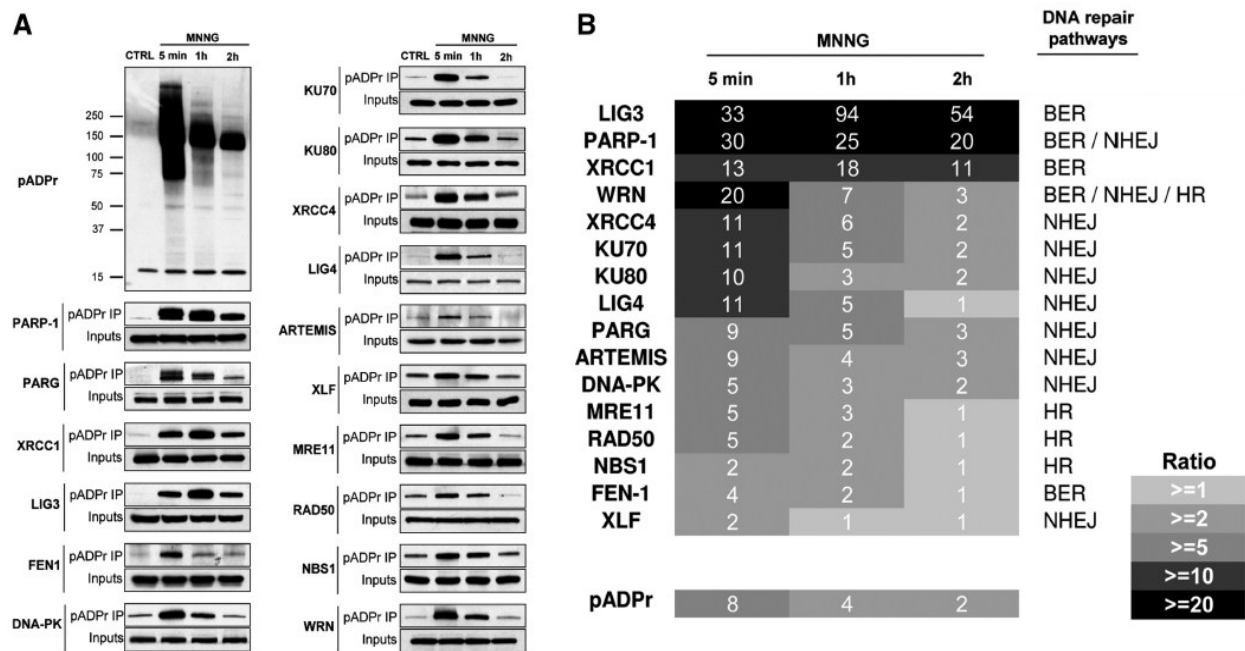 A
MNNG
CTRL 5 min 1h 2h
250
150
100
75
50
37
15
pADPr
PARP-1 pADPr IP
Inputs
PARG pADPr IP
Inputs
XRCC1 pADPr IP
Inputs
LIG3 pADPr IP
Inputs
FEN1 pADPr IP
Inputs
DNA-PK pADPr IP
Inputs
MNNG
CTRL 5 min 1h 2h
KU70 pADPr IP
Inputs
KU80 pADPr IP
Inputs
XRCC4 pADPr IP
Inputs
LIG4 pADPr IP
Inputs
ARTEMIS pADPr IP
Inputs
XLF pADPr IP
Inputs
MRE11 pADPr IP
Inputs
RAD50 pADPr IP
Inputs
NBS1 pADPr IP
Inputs
WRN pADPr IP
Inputs
B
DNA repair
pathways
MNNG
5 min 1h 2h
LIG3 33 94 54 BER
PARP-1 30 25 20 BER / NHEJ
XRCC1 13 18 11 BER
WRN 20 7 3 BER / NHEJ / HR
XRCC4 11 6 2 NHEJ
KU70 11 5 2 NHEJ
KU80 10 3 2 NHEJ
LIG4 11 5 1 NHEJ
PARG 9 5 3 NHEJ
ARTEMIS 9 4 3 NHEJ
DNA-PK 5 3 2 NHEJ
MRE11 5 3 1 HR
RAD50 5 2 1 HR
NBS1 2 2 1 HR
FEN-1 4 2 1 BER
XLF 2 1 1 NHEJ
pADPr 8 4 2
Ratio
>=1
>=2
>=5
>=10
>=20